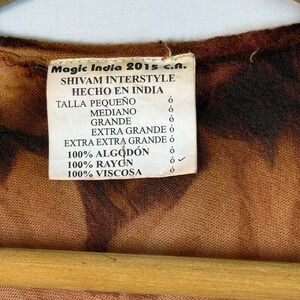 Magic India 2015 C.A.
SHIVAM INTERSTYLE
HECHO EN INDIA
TALLA PEQUEÑO ó
MEDIANO ó
GRANDE ó
EXTRA GRANDE ó
EXTRA EXTRA GRANDE ó
100% ALGODÓN ó
100% RAYON ó
100% VISCOSA ó